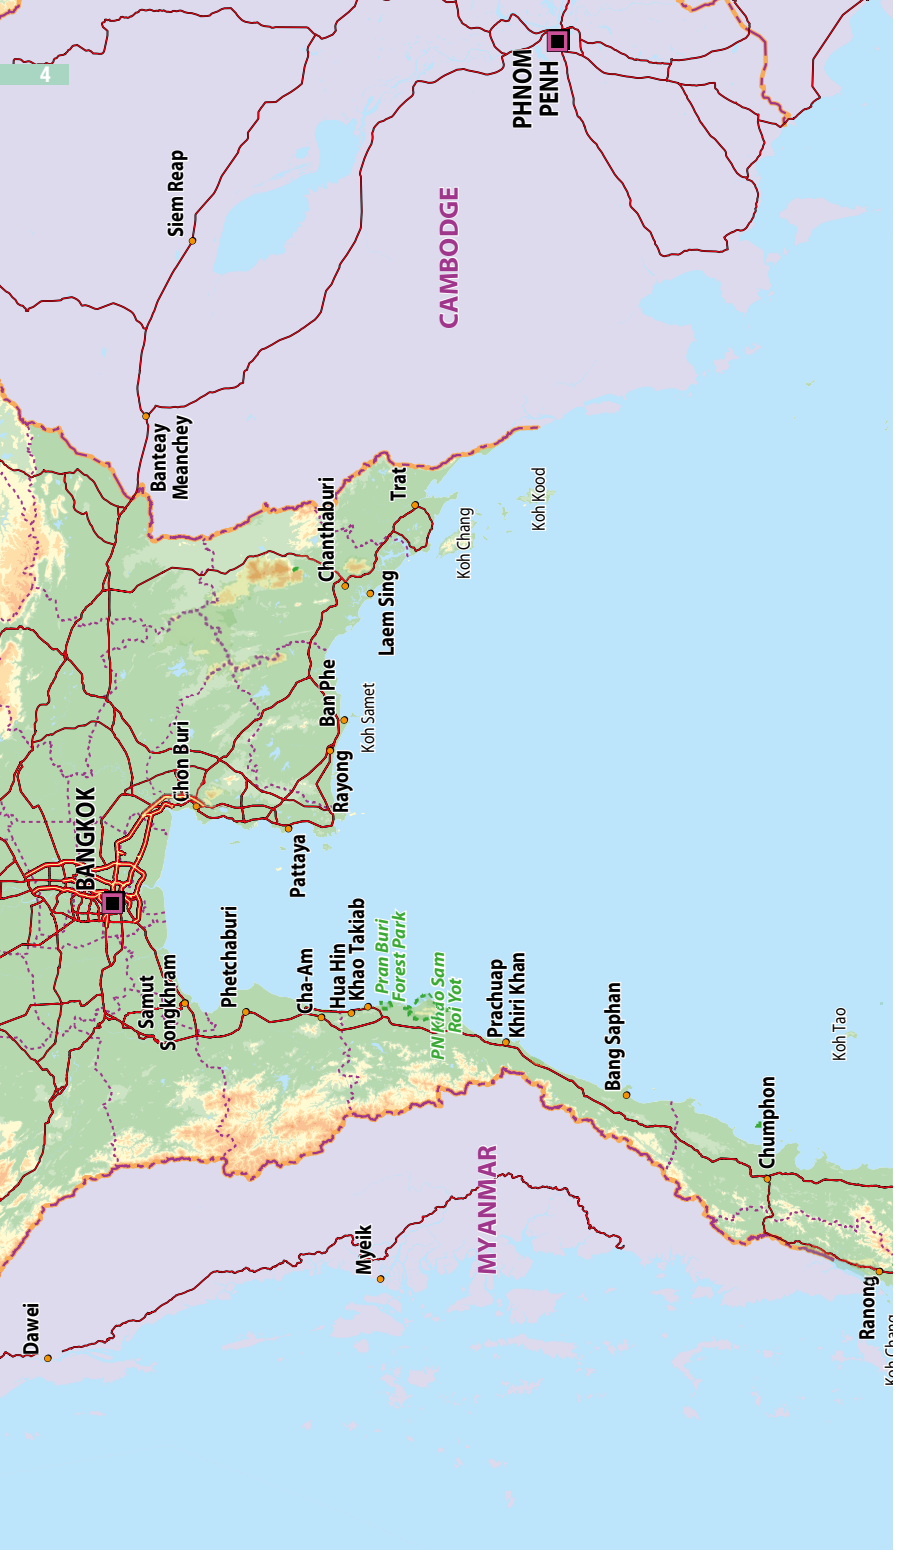 4
Siem Reap
PHNOM
PENH
CAMBODGE
Banteay
Meanchey
Chanthaburi
Trat
Koh Chang
Koh Kood
Laem Sing
Ban Phe
Koh Samet
Chon Buri
Rayong
BANGKOK
Pattaya
Samut
Songkhram
Phetchaburi
Cha-Am
Hua Hin
Khao Takiab
Pran Buri
Forest Park
PN Khao Sam
Roi Yot
Prachuap
Khiri Khan
Bang Saphan
Koh Tao
Chumphon
MYANMAR
Myeik
Dawei
Ranong
Koh Chang